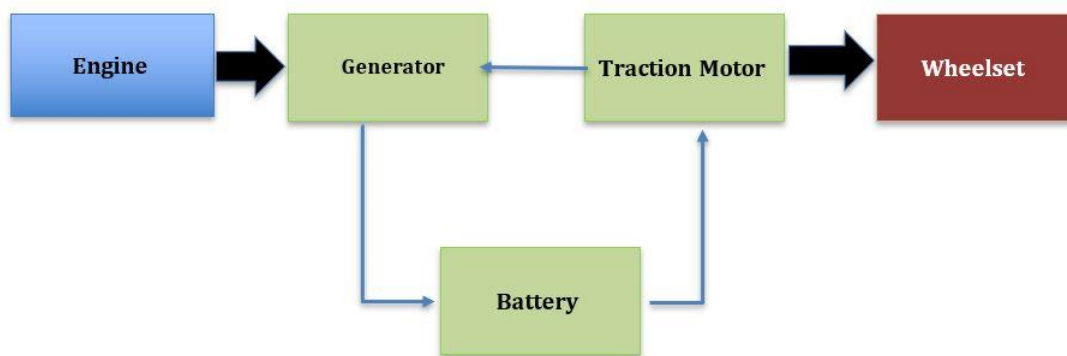 Engine
Generator
Traction Motor
Wheelset
Battery